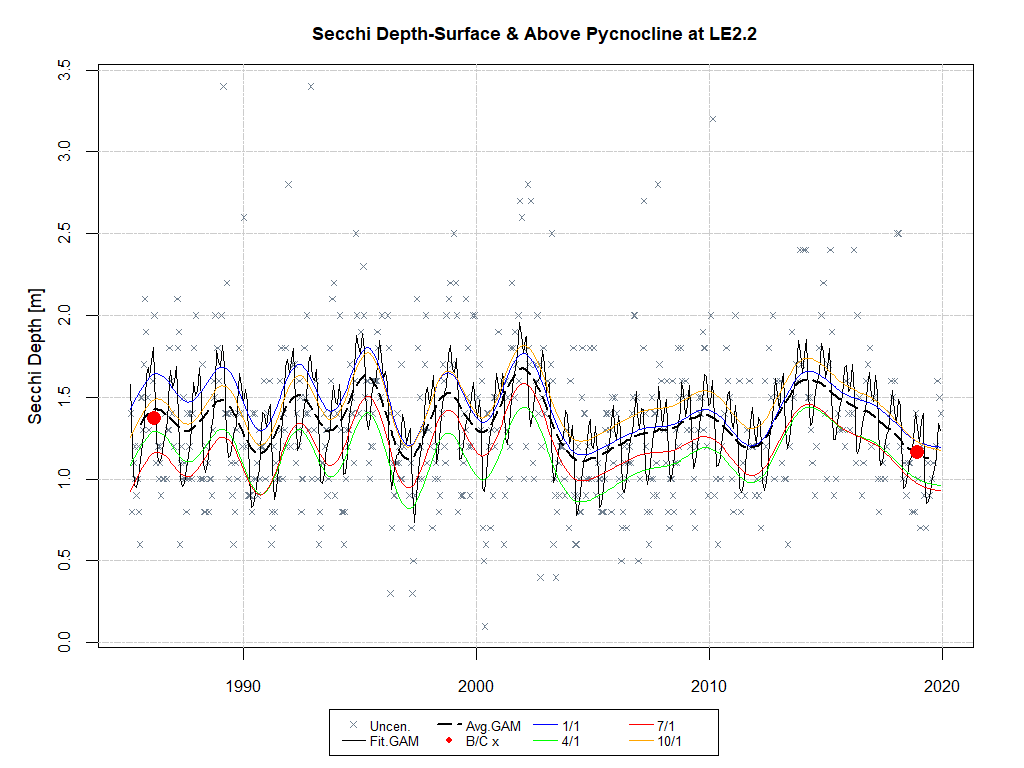 Secchi Depth-Surface & Above Pycnocline at LE2.2
Secchi Depth [m]
3.5
3.0
2.5
2.0
1.5
1.0
0.5
0.0
1990 2000 2010 2020
Uncen. Avg.GAM 1/1 7/1
Fit.GAM B/C x 4/1 10/1